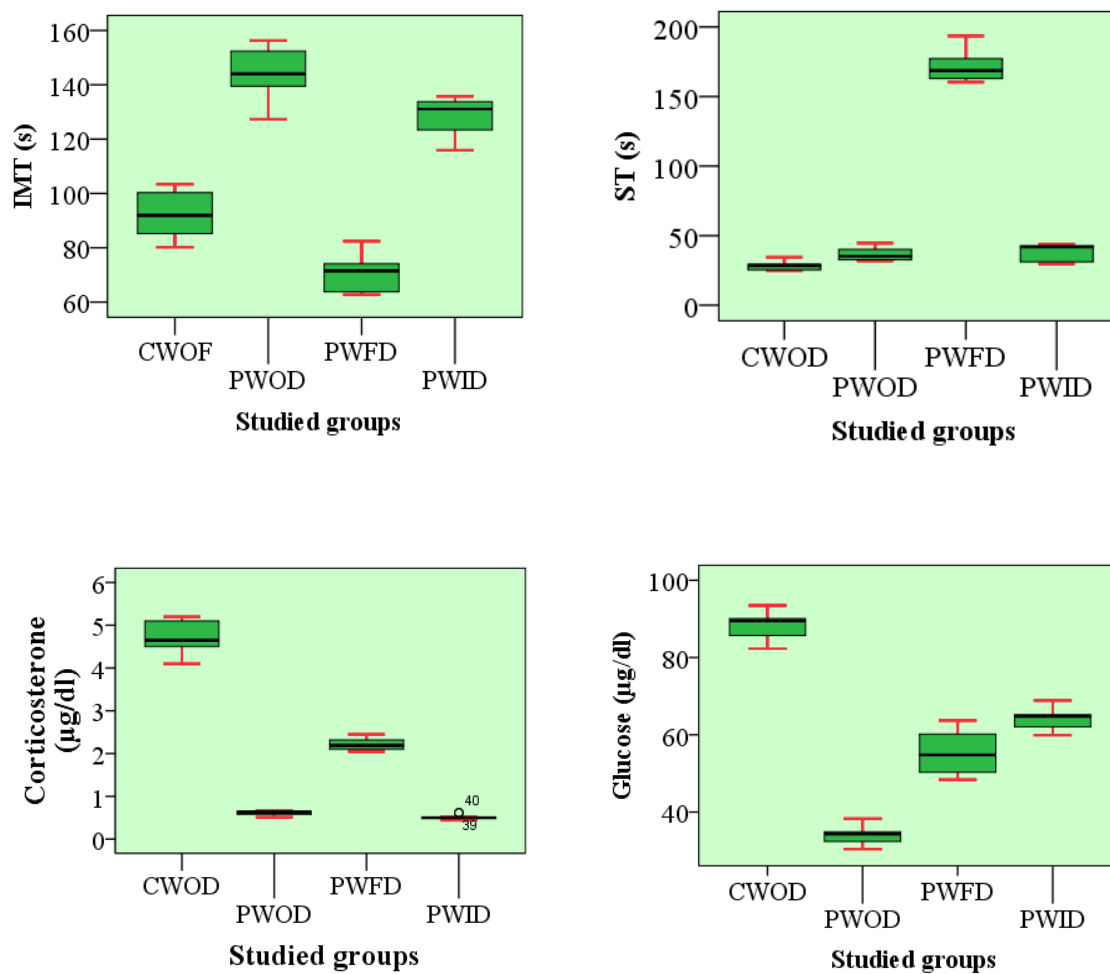 IMT (s)
160
140
120
100
80
60
CWOF
PWOD
PWFD
PWID
Studied groups
ST (s)
200
150
100
50
0
CWOD
PWOD
PWFD
PWID
Studied groups
Corticosterone
(µg/dl)
6
5
4
3
2
1
0
40
39
CWOD
PWOD
PWFD
PWID
Studied groups
Glucose (µg/dl)
100
80
60
40
CWOD
PWOD
PWFD
PWID
Studied groups